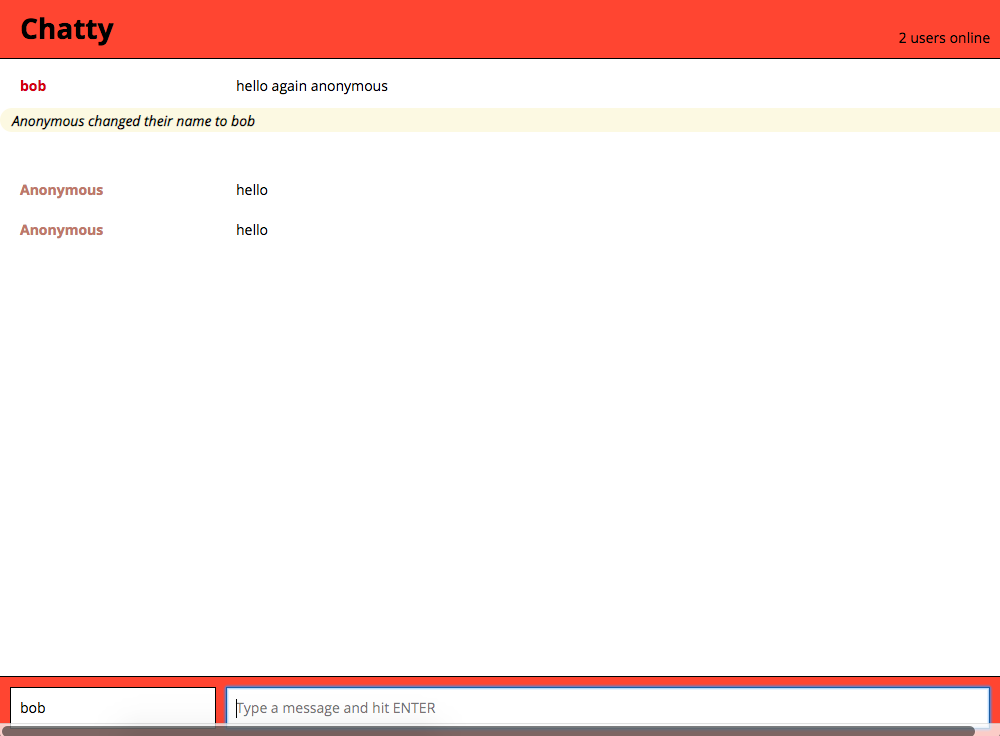 Chatty
2 users online
bob hello again anonymous
Anonymous changed their name to bob
Anonymous hello
Anonymous hello
bob Type a message and hit ENTER